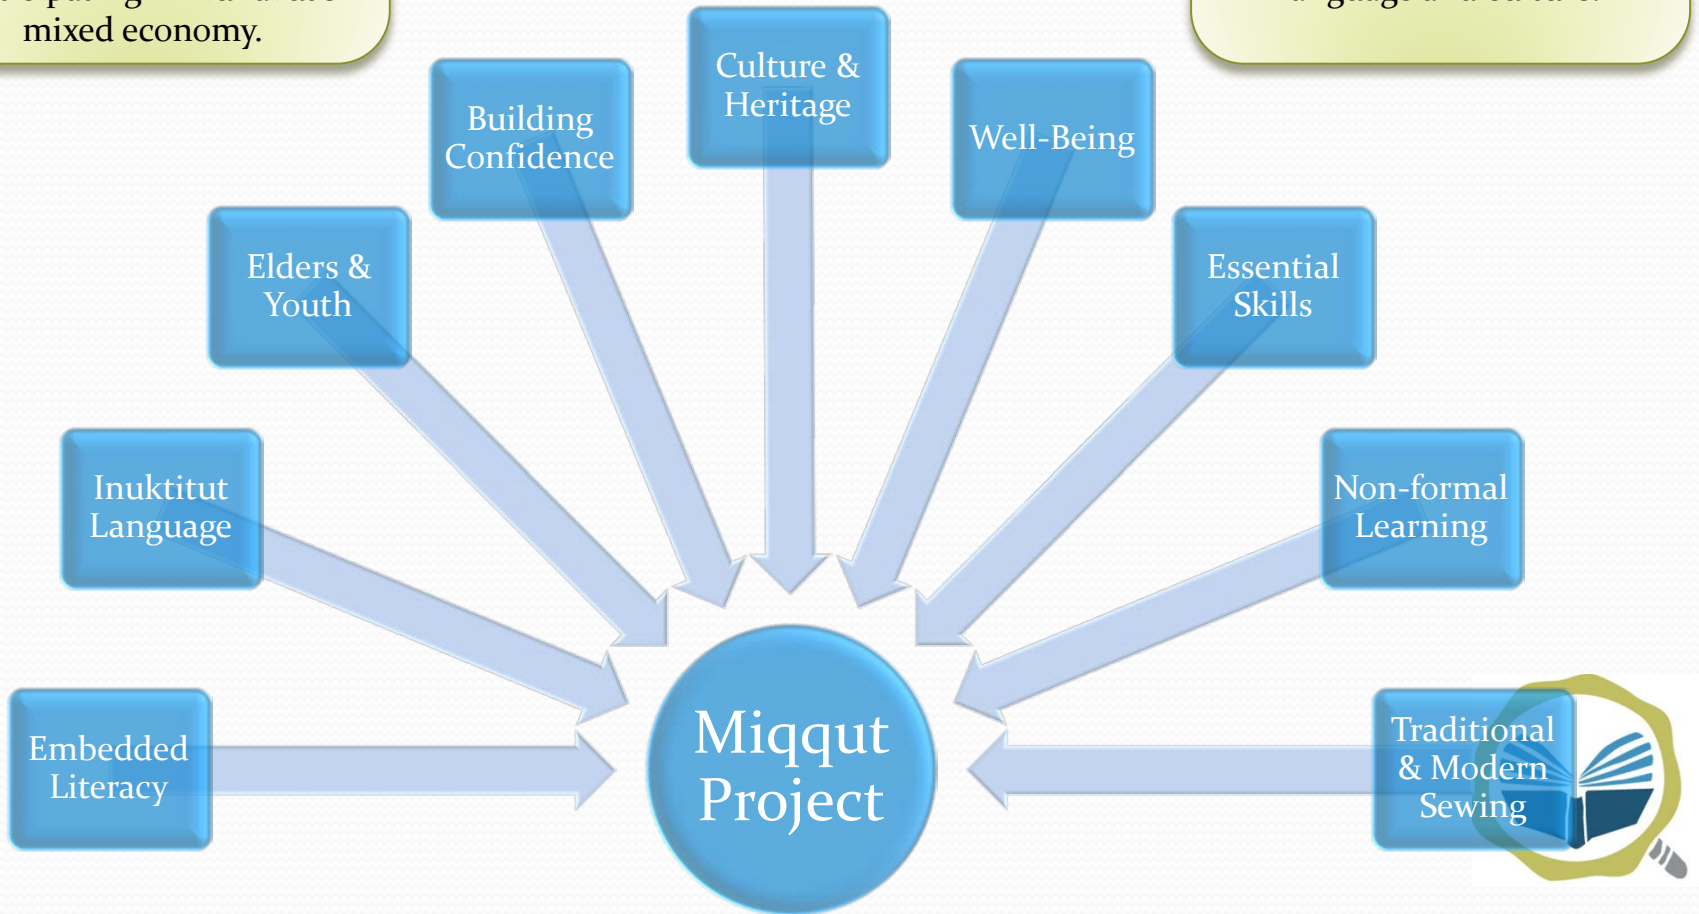 mixed economy.
Culture &
Heritage
Building
Confidence
Well-Being
Elders &
Youth
Essential
Skills
Inuktitut
Language
Non-formal
Learning
Embedded
Literacy
Miqqut
Project
Traditional
& Modern
Sewing